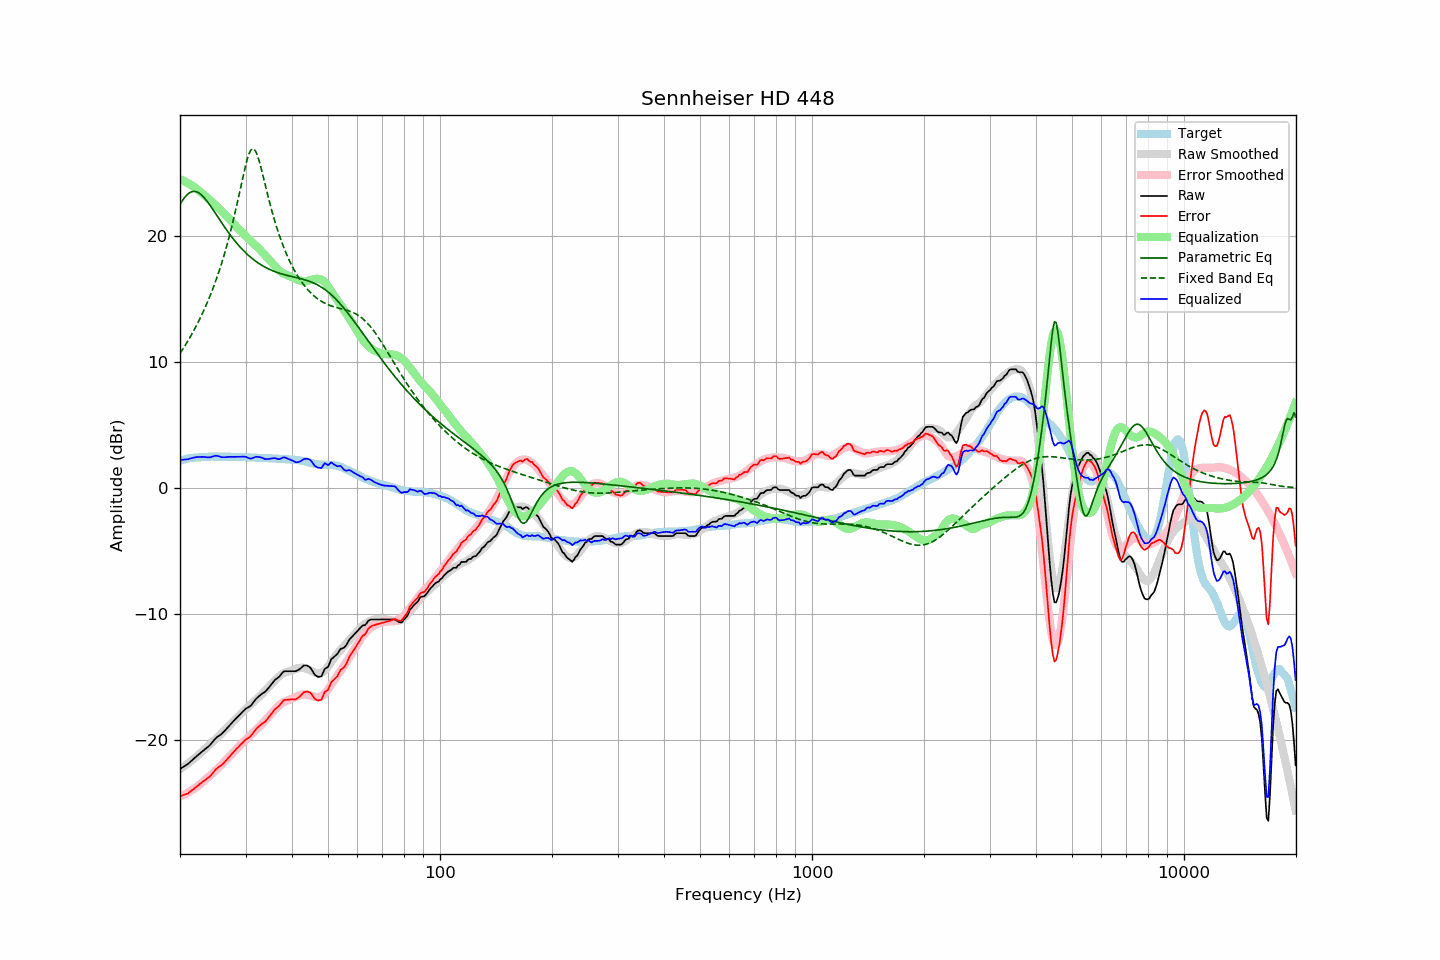 Sennheiser HD 448
Target
Raw Smoothed
Error Smoothed
Raw
Error
Equalization
Parametric Eq
Fixed Band Eq
Equalized
20
10
0
−10
−20
Amplitude (dBr)
100
1000
10000
Frequency (Hz)